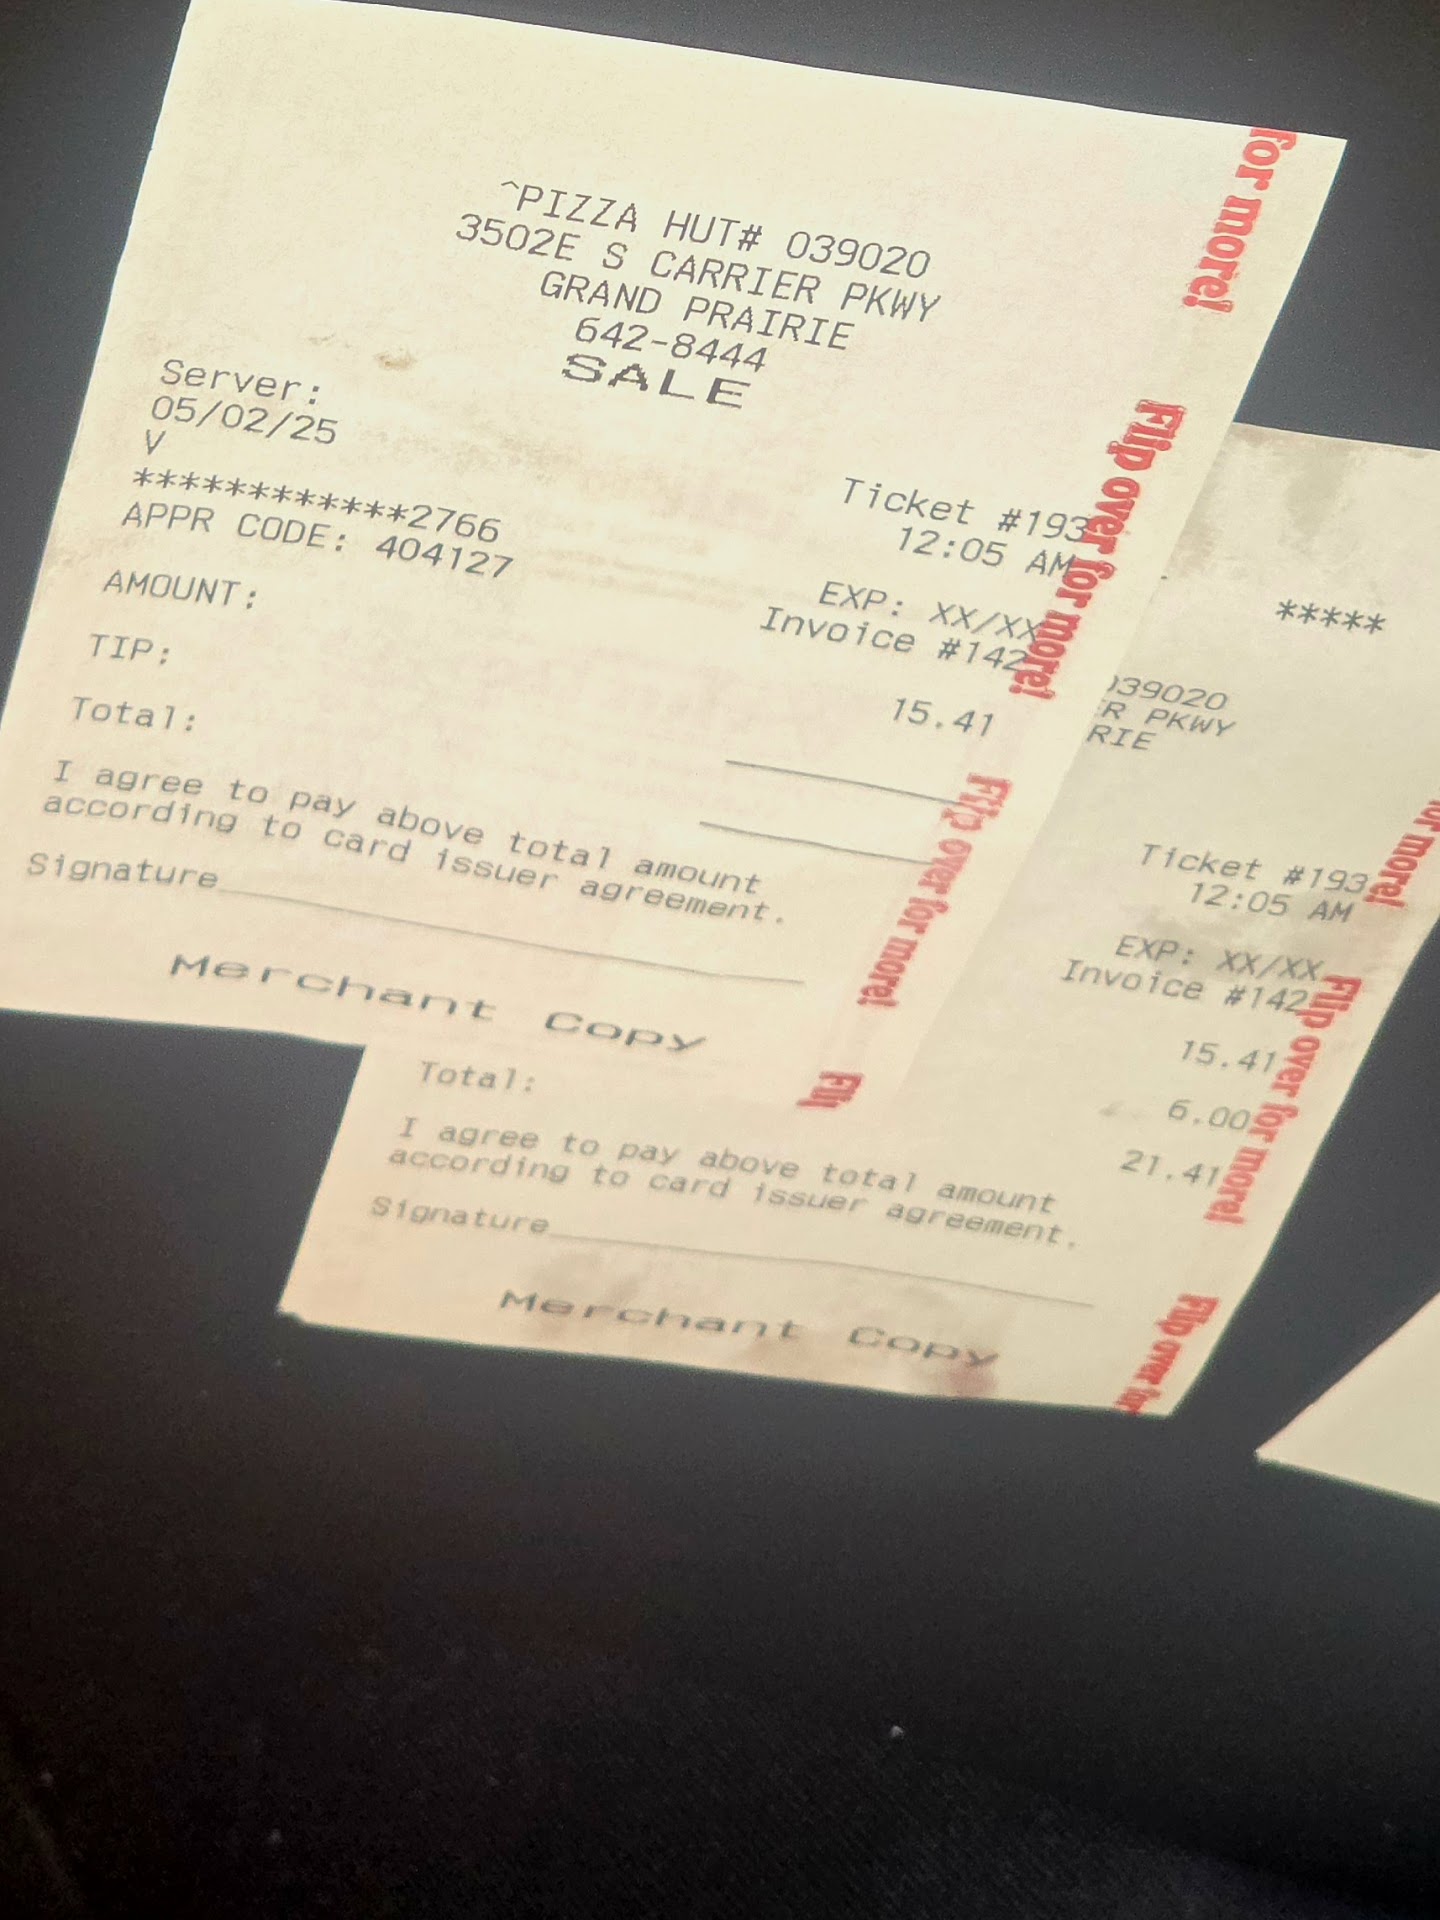 ^PIZZA HUT# 039020
3502E S CARRIER PKWY
GRAND PRAIRIE
642-8444
SALE
Server:
05/02/25
V
************2766
APPR CODE: 404127
Ticket #193
12:05 AM
EXP: XX/XX
Invoice #142
AMOUNT: 15.41
TIP:
Total:
I agree to pay above total amount
according to card issuer agreement.
Signature
Merchant Copy
for more!
Flip over for more!
Flip over for more!
Flip
*****
039020
R PKWY
RIE
Ticket #193
12:05 AM
EXP: XX/XX
Invoice #142
15.41
6.00
Total: 21.41
I agree to pay above total amount
according to card issuer agreement.
Signature
Merchant Copy
for more!
Flip over for more!
Flip over for